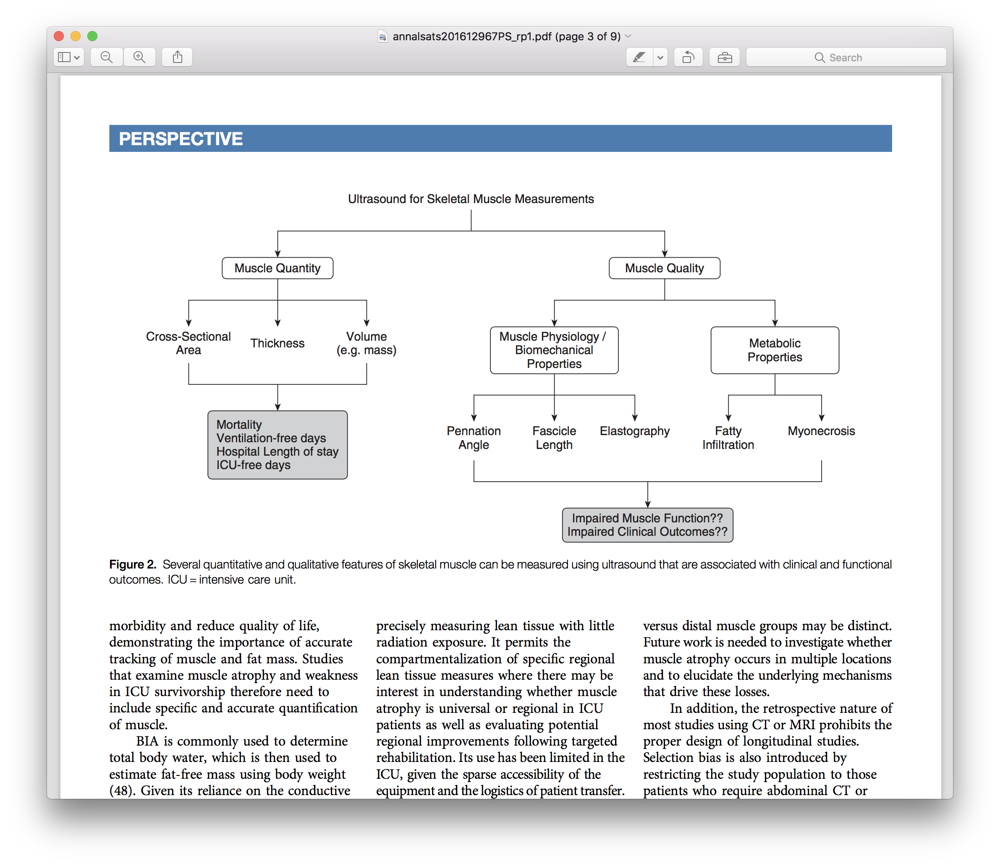 annalsats201612967PS_rp1.pdf (page 3 of 9)
Search
PERSPECTIVE
Ultrasound for Skeletal Muscle Measurements
Muscle Quantity
Muscle Quality
Cross-Sectional
Area
Thickness
Volume
(e.g. mass)
Muscle Physiology /
Biomechanical
Properties
Metabolic
Properties
Mortality
Ventilation-free days
Hospital Length of stay
ICU-free days
Pennation
Angle
Fascicle
Length
Elastography
Fatty
Infiltration
Myonecrosis
Impaired Muscle Function??
Impaired Clinical Outcomes??
Figure 2. Several quantitative and qualitative features of skeletal muscle can be measured using ultrasound that are associated with clinical and functional
outcomes. ICU = intensive care unit.
morbidity and reduce quality of life,
demonstrating the importance of accurate
tracking of muscle and fat mass. Studies
that examine muscle atrophy and weakness
in ICU survivorship therefore need to
include specific and accurate quantification
of muscle.
BIA is commonly used to determine
total body water, which is then used to
estimate fat-free mass using body weight
(48). Given its reliance on the conductive
precisely measuring lean tissue with little
radiation exposure. It permits the
compartmentalization of specific regional
lean tissue measures where there may be
interest in understanding whether muscle
atrophy is universal or regional in ICU
patients as well as evaluating potential
regional improvements following targeted
rehabilitation. Its use has been limited in the
ICU, given the sparse accessibility of the
equipment and the logistics of patient transfer.
versus distal muscle groups may be distinct.
Future work is needed to investigate whether
muscle atrophy occurs in multiple locations
and to elucidate the underlying mechanisms
that drive these losses.
In addition, the retrospective nature of
most studies using CT or MRI prohibits the
proper design of longitudinal studies.
Selection bias is also introduced by
restricting the study population to those
patients who require abdominal CT or